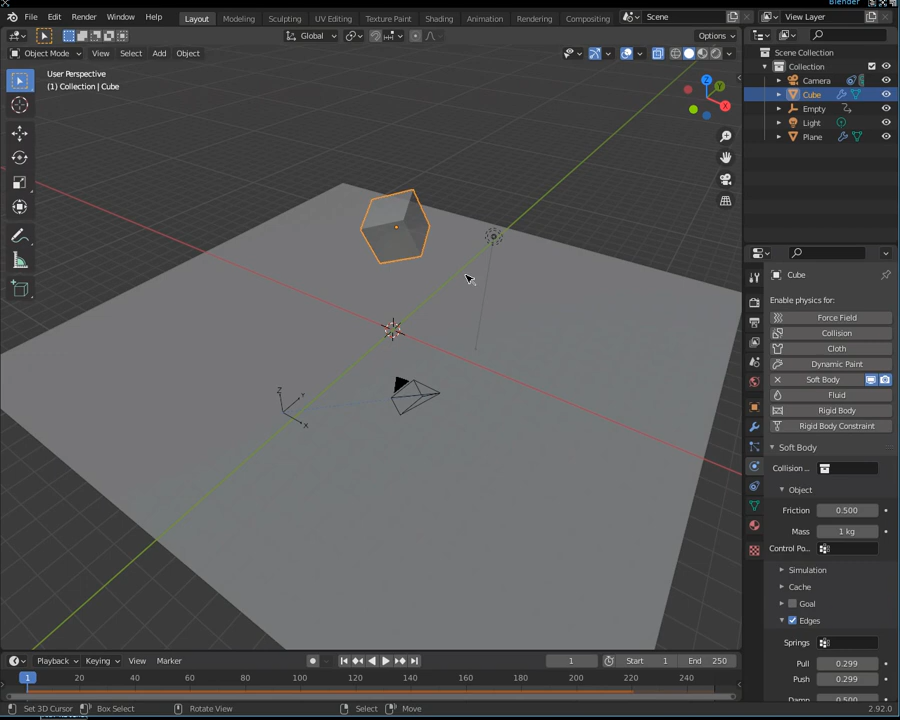 Blender
File Edit Render Window Help Layout Modeling Sculpting UV Editing Texture Paint Shading Animation Rendering Compositing Scene View Layer
Global Options
Object Mode View Select Add Object
User Perspective
(1) Collection | Cube
Z
Y
X
Z
Y
X
Scene Collection
Collection
Camera
Cube
Empty
Light
Plane
Cube
Enable physics for:
Force Field
Collision
Cloth
Dynamic Paint
Soft Body
Fluid
Rigid Body
Rigid Body Constraint
Soft Body
Collision ...
Object
Friction 0.500
Mass 1 kg
Control Po...
Simulation
Cache
Goal
Edges
Springs
Pull 0.299
Push 0.299
Damp 0.500
Playback Keying View Marker 1 Start 1 End 250
1 20 40 60 80 100 120 140 160 180 200 220 240
Set 3D Cursor Box Select Rotate View Select Move 2.92.0